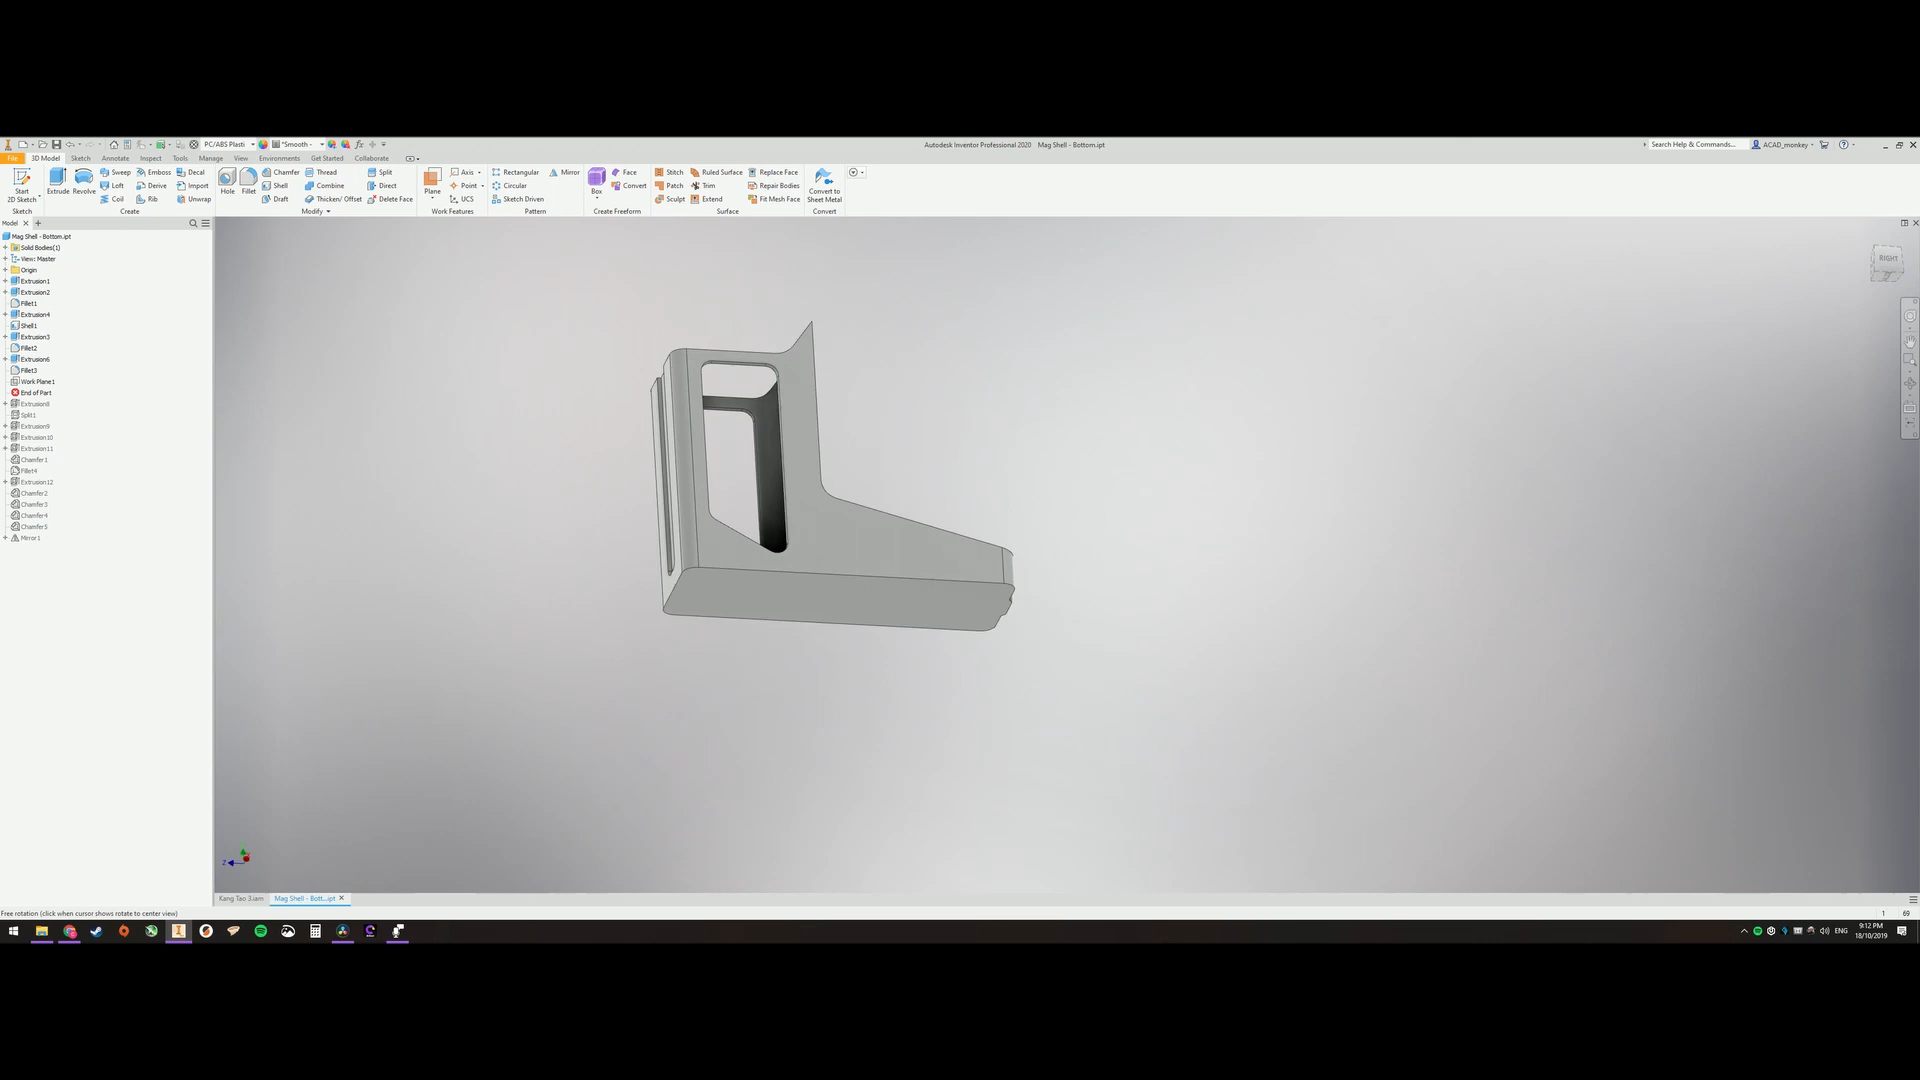 PC/ABS Plasti
*Smooth -
Autodesk Inventor Professional 2020 Mag Shell - Bottom.ipt
Search Help & Commands...
ACAD_monkey
File 3D Model Sketch Annotate Inspect Tools Manage View Environments Get Started Collaborate
Start
2D Sketch
Sketch
Extrude Revolve
Sweep Emboss Decal
Loft Derive Import
Coil Rib Unwrap
Create
Hole Fillet
Chamfer Thread Split
Shell Combine Direct
Draft Thicken/ Offset Delete Face
Modify
Plane
Axis
Point
UCS
Work Features
Rectangular Mirror
Circular
Sketch Driven
Pattern
Box
Face
Convert
Create Freeform
Stitch Ruled Surface Replace Face
Patch Trim Repair Bodies
Sculpt Extend Fit Mesh Face
Surface
Convert to
Sheet Metal
Convert
Model
Mag Shell - Bottom.ipt
Solid Bodies(1)
View: Master
Origin
Extrusion1
Extrusion2
Fillet1
Extrusion4
Shell1
Extrusion3
Fillet2
Extrusion6
Fillet3
Work Plane1
End of Part
Extrusion8
Split1
Extrusion9
Extrusion10
Extrusion11
Chamfer1
Fillet4
Extrusion12
Chamfer2
Chamfer3
Chamfer4
Chamfer5
Mirror1
RIGHT
Z
Kang Tao 3.iam
Mag Shell - Bott...ipt
Free rotation (click when cursor shows rotate to center view)
1 69
ENG
9:12 PM
18/10/2019